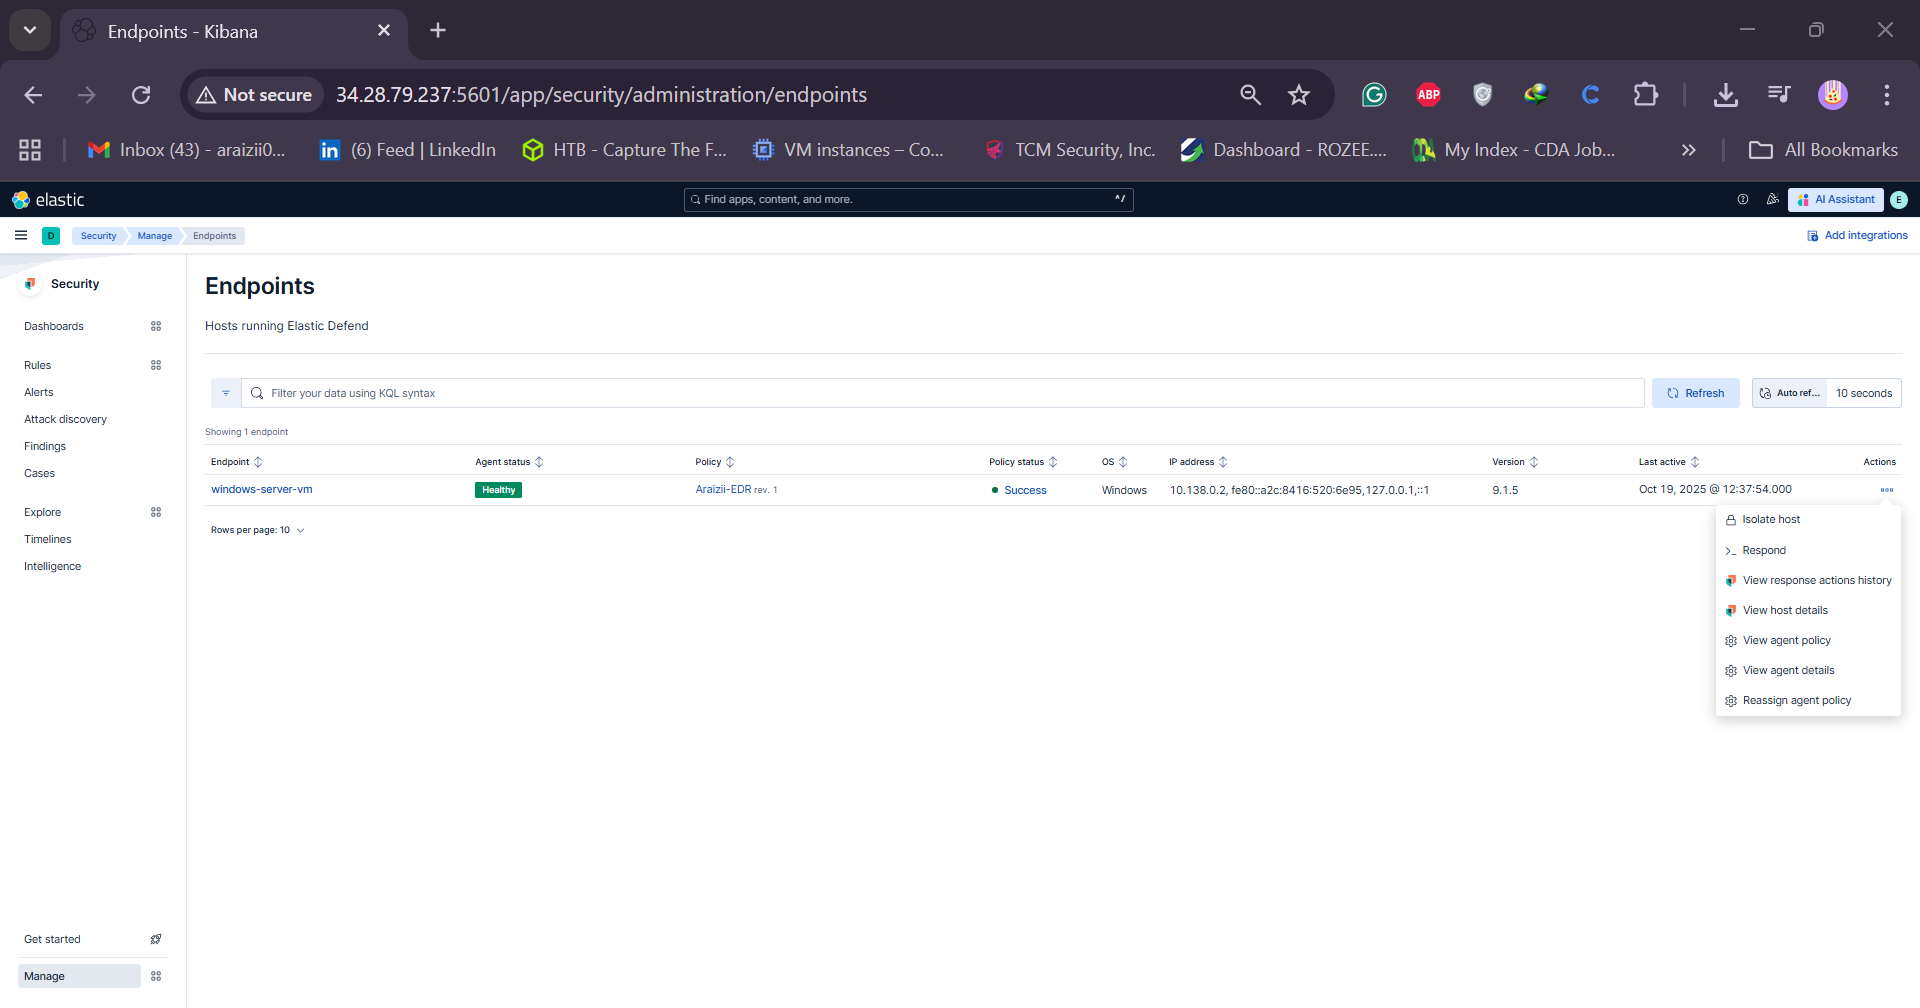 Endpoints - Kibana
Not secure 34.28.79.237:5601/app/security/administration/endpoints
ABP
Inbox (43) - araizii0... (6) Feed | LinkedIn HTB - Capture The F... VM instances – Co... TCM Security, Inc. Dashboard - ROZEE.... My Index - CDA Job... » All Bookmarks
elastic Find apps, content, and more. ^/ AI Assistant E
D Security Manage Endpoints Add integrations
Security
Dashboards
Rules
Alerts
Attack discovery
Findings
Cases
Explore
Timelines
Intelligence
Get started
Manage
Endpoints
Hosts running Elastic Defend
Filter your data using KQL syntax Refresh Auto ref... 10 seconds
Showing 1 endpoint
Endpoint Agent status Policy Policy status OS IP address Version Last active Actions
windows-server-vm Healthy Araizii-EDR rev. 1 Success Windows 10.138.0.2, fe80::a2c:8416:520:6e95,127.0.0.1,::1 9.1.5 Oct 19, 2025 @ 12:37:54.000
Rows per page: 10
Isolate host
Respond
View response actions history
View host details
View agent policy
View agent details
Reassign agent policy